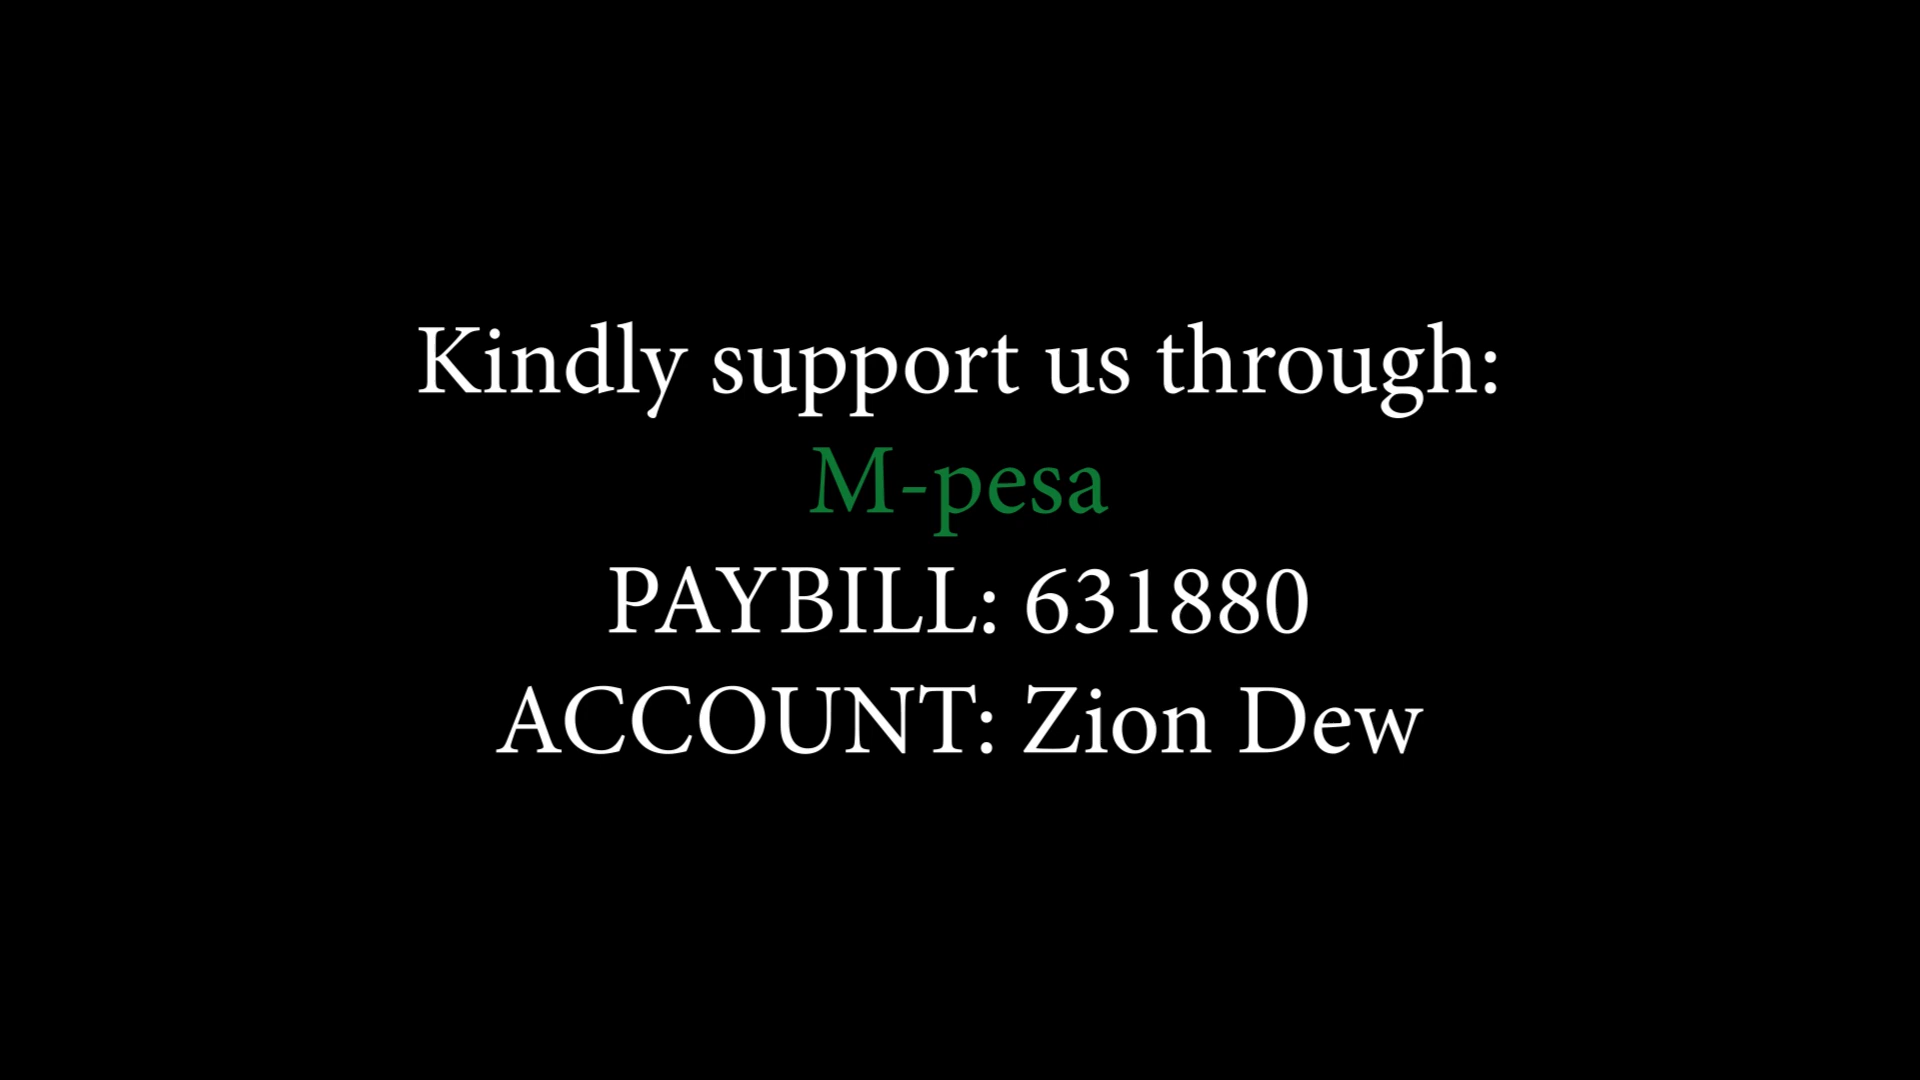 Kindly support us through:
M-pesa
PAYBILL: 631880
ACCOUNT: Zion Dew